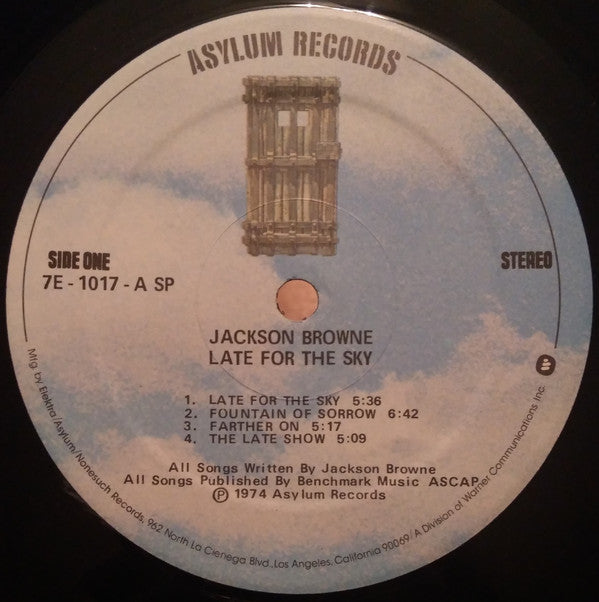 ASYLUM RECORDS
SIDE ONE
7E - 1017 - A SP
STEREO
JACKSON BROWNE
LATE FOR THE SKY
1. LATE FOR THE SKY 5:36
2. FOUNTAIN OF SORROW 6:42
3. FARTHER ON 5:17
4. THE LATE SHOW 5:09
All Songs Written By Jackson Browne
All Songs Published By Benchmark Music ASCAP
℗ 1974 Asylum Records
Mfg. by Elektra/Asylum/Nonesuch Records, 962 North La Cienega Blvd., Los Angeles, California 90069/A Division of Warner Communications Inc.